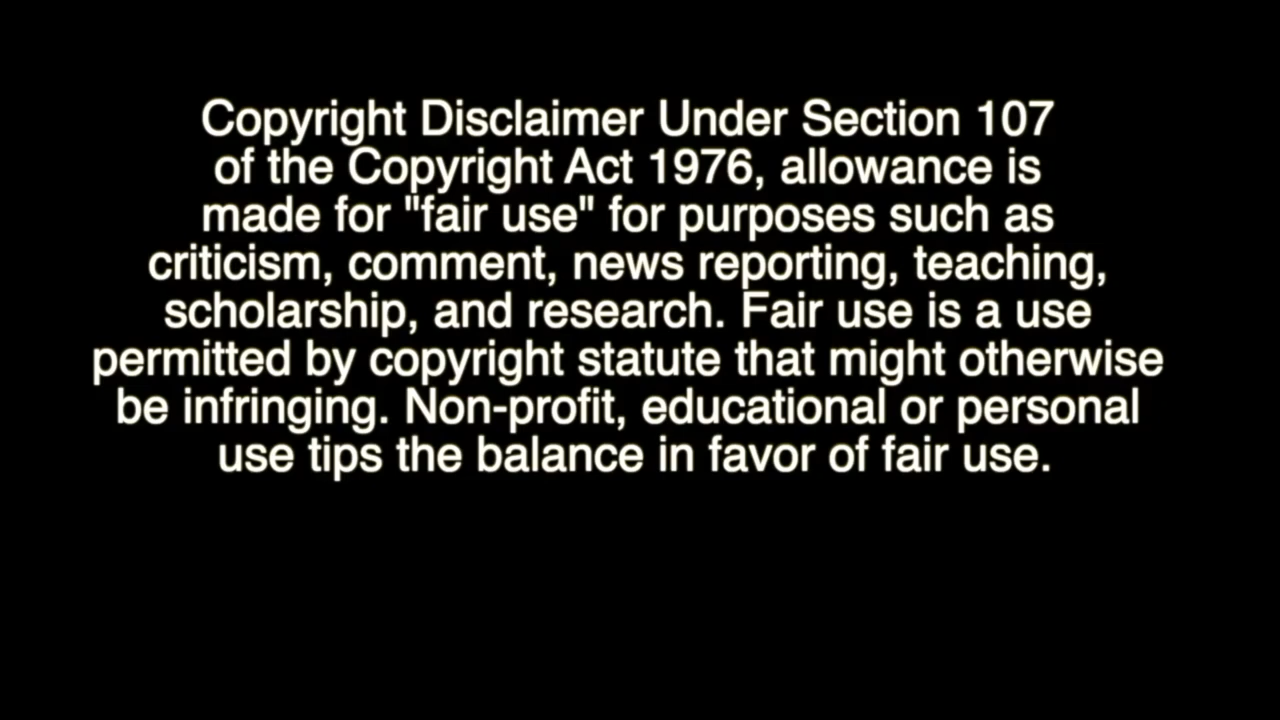 Copyright Disclaimer Under Section 107
of the Copyright Act 1976, allowance is
made for "fair use" for purposes such as
criticism, comment, news reporting, teaching,
scholarship, and research. Fair use is a use
permitted by copyright statute that might otherwise
be infringing. Non-profit, educational or personal
use tips the balance in favor of fair use.